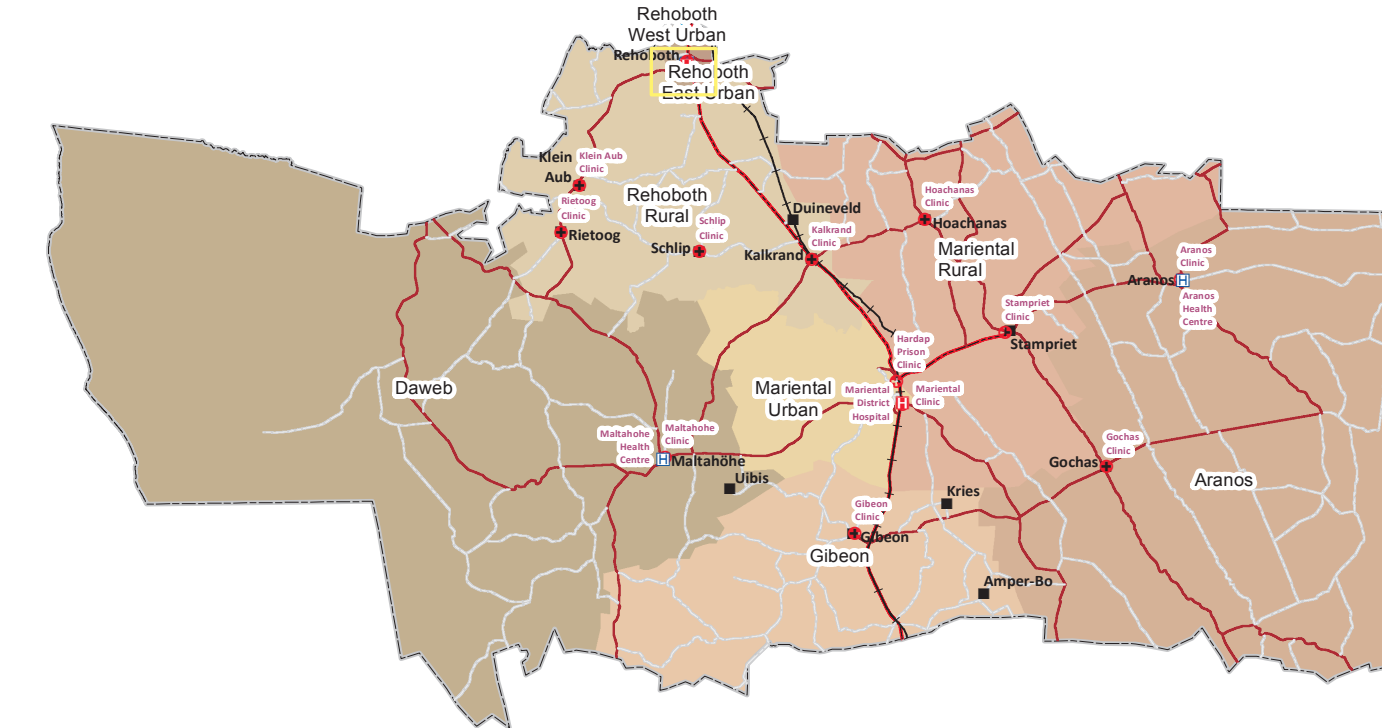 Rehoboth
West Urban
Rehoboth
Rehoboth
East Urban
Klein
Aub
Klein Aub
Clinic
Rietoog
Clinic
Rietoog
Rehoboth
Rural
Schlip
Clinic
Schlip
Duineveld
Kalkrand
Clinic
Kalkrand
Hoachanas
Clinic
Hoachanas
Mariental
Rural
Aranos
Clinic
Aranos
H
Aranos
Health
Centre
Stampriet
Clinic
Stampriet
Hardap
Prison
Clinic
Daweb
Mariental
Urban
Mariental
District
Hospital
H
Mariental
Clinic
Maltahohe
Health
Centre
Maltahohe
Clinic
H
Maltahöhe
Uibis
Gochas
Clinic
Gochas
Aranos
Kries
Gibeon
Clinic
Gibeon
Gibeon
Amper-Bo